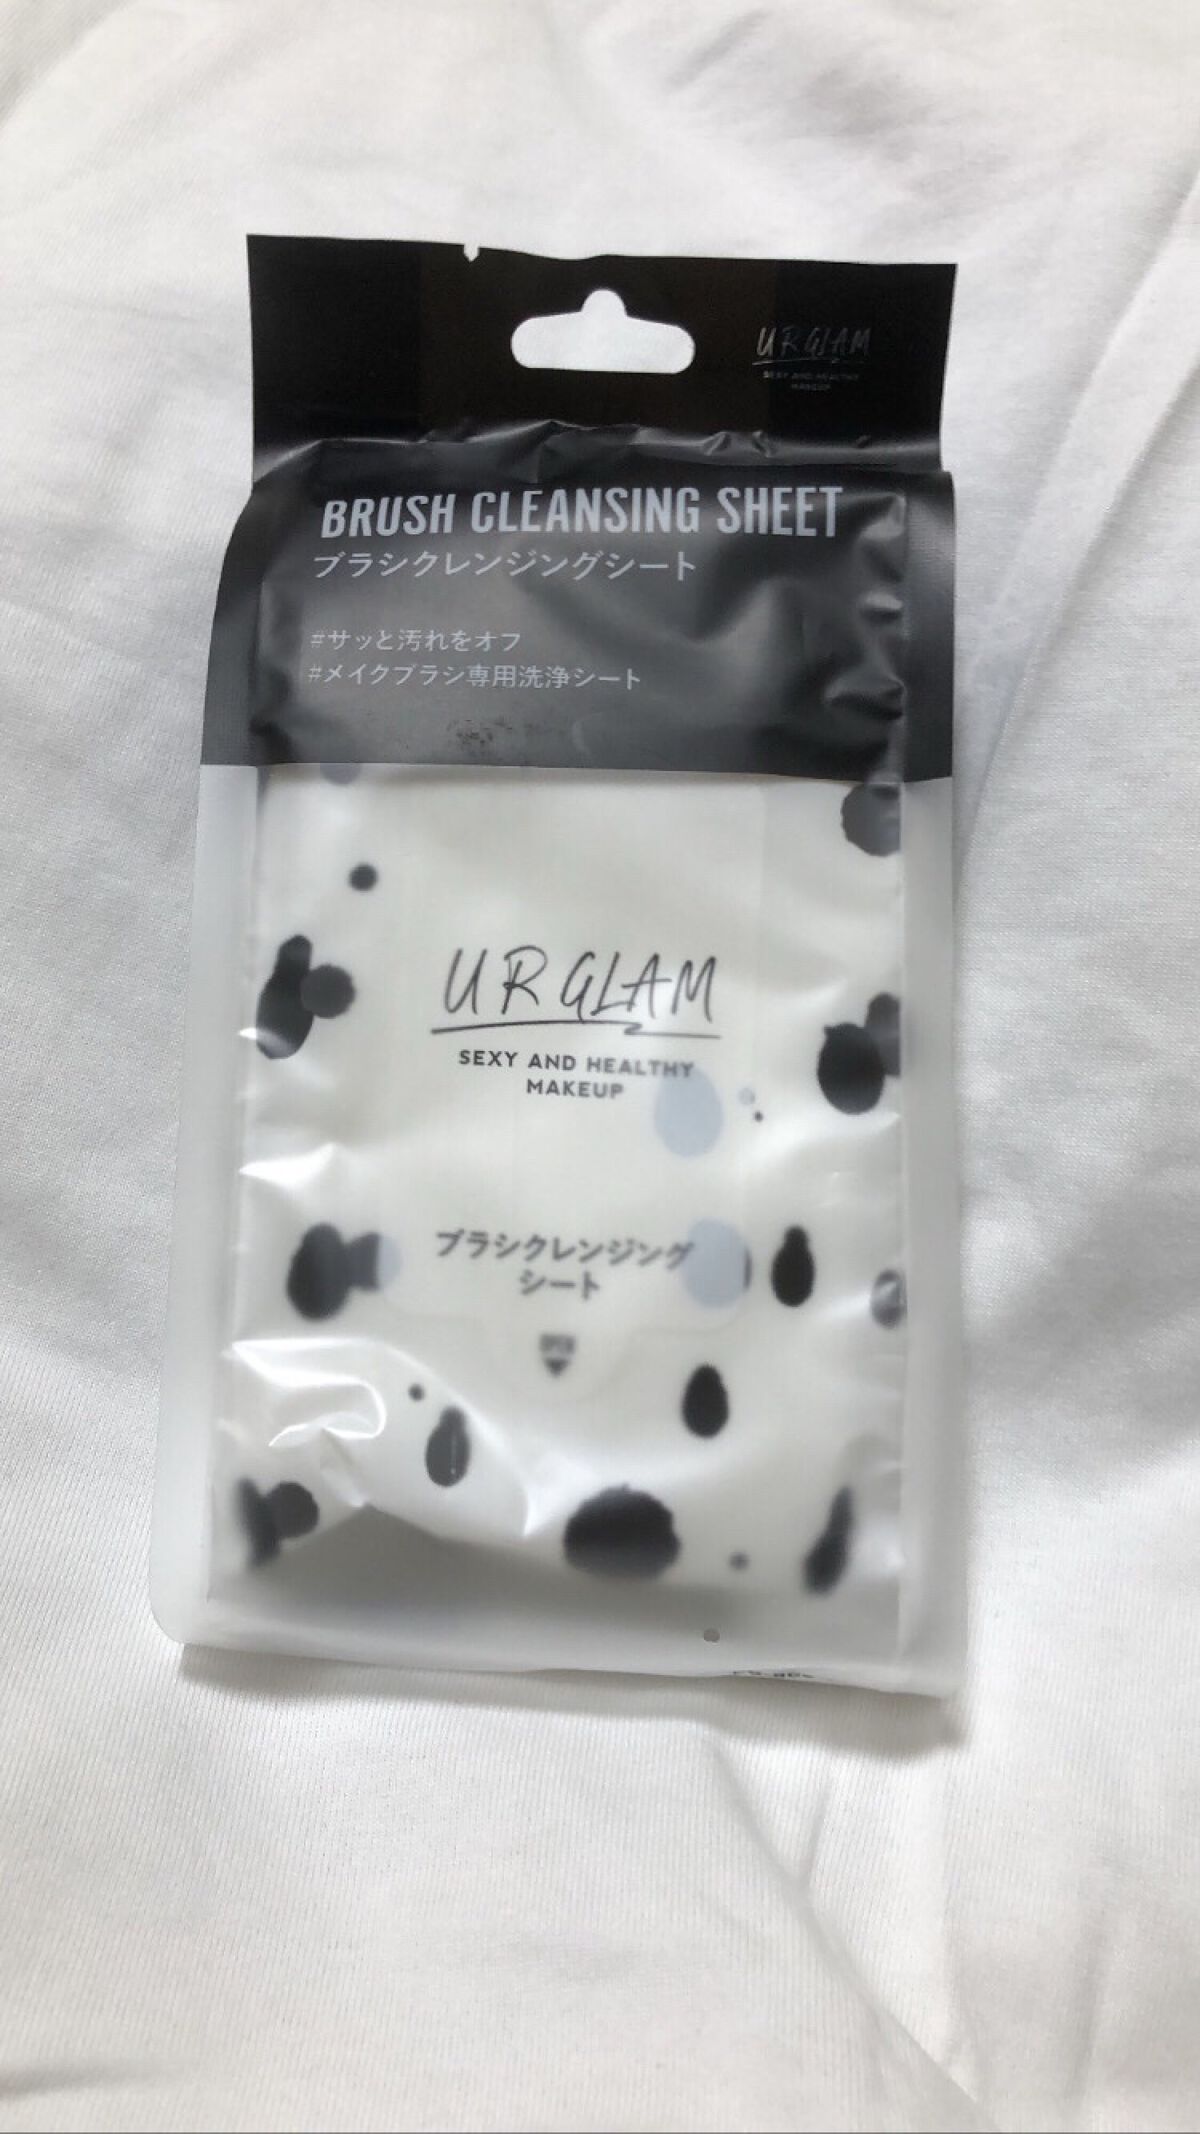 UR GLAM
SEXY AND HEALTHY
MAKEUP
BRUSH CLEANSING SHEET
ブラシクレンジングシート
#サッと汚れをオフ
#メイクブラシ専用洗浄シート
UR GLAM
SEXY AND HEALTHY
MAKEUP
ブラシクレンジング
シート
OPEN